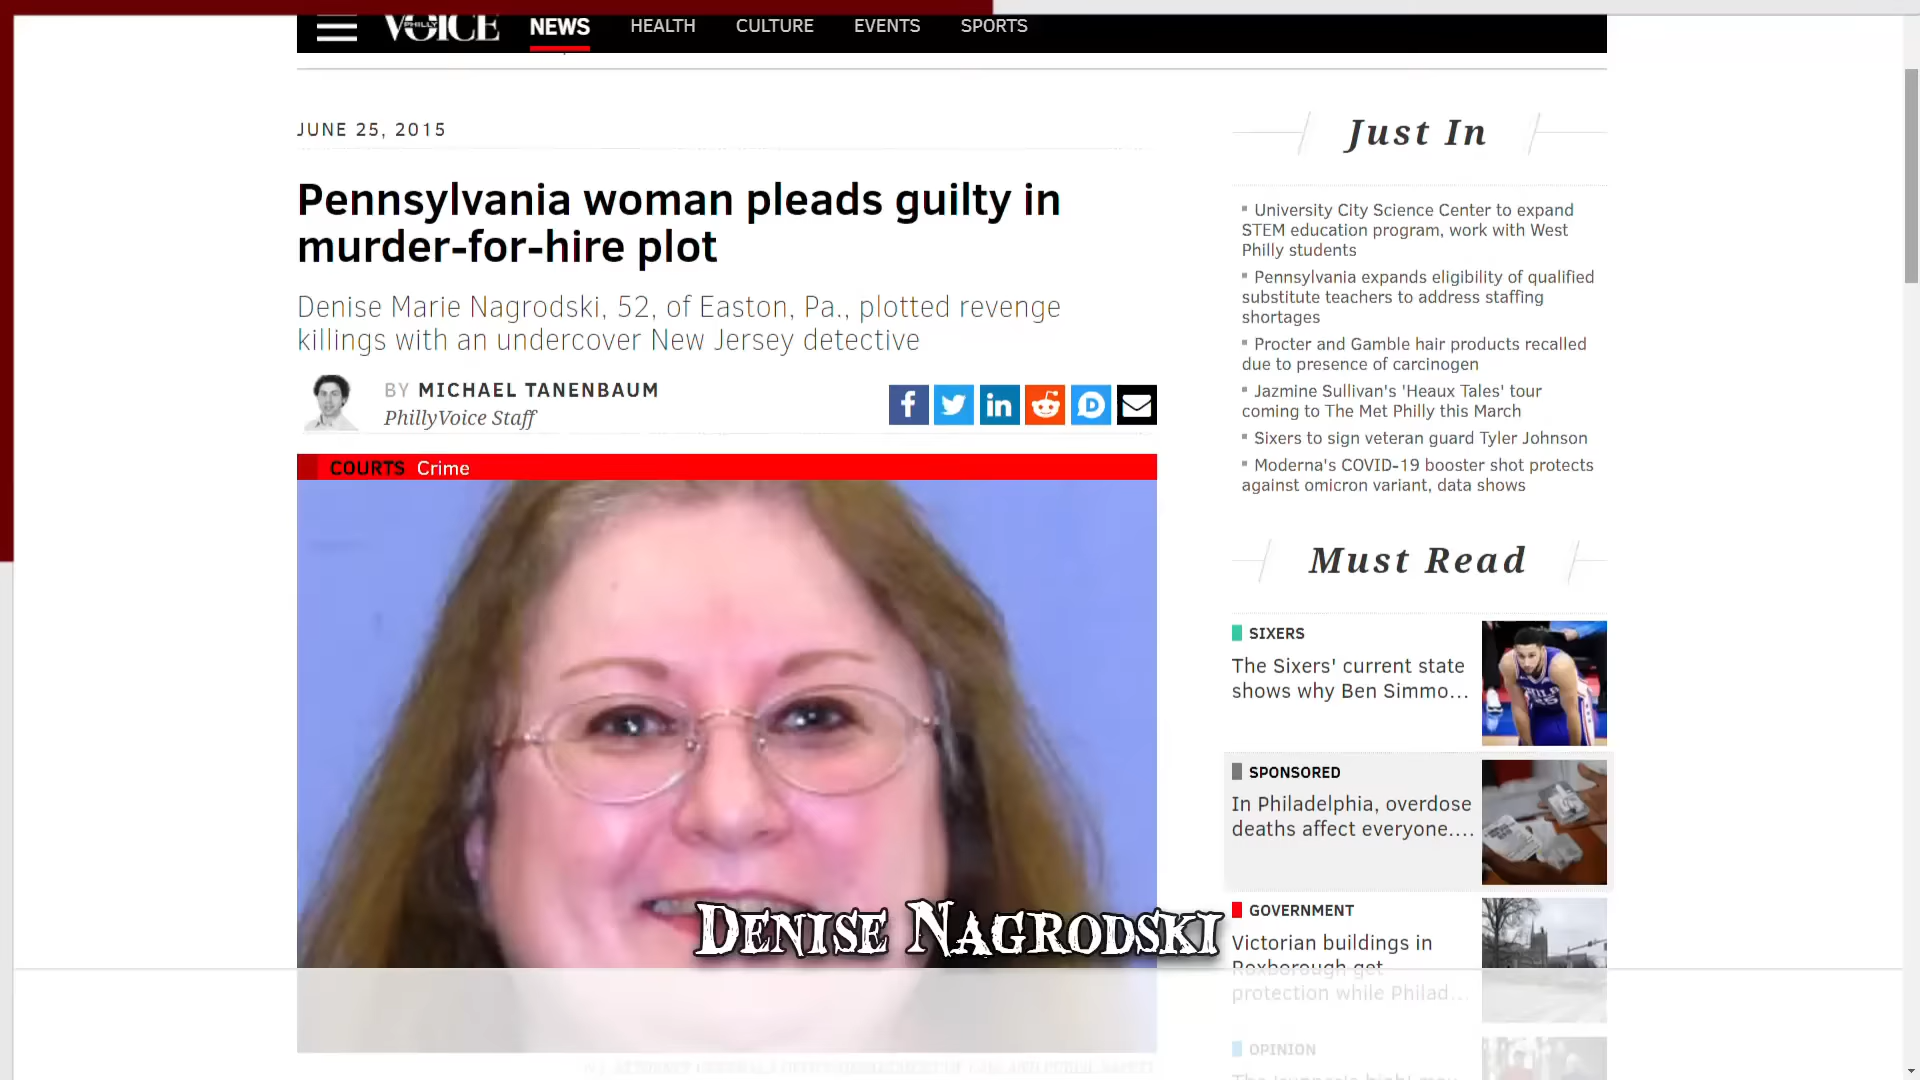 PHILLY VOICE
NEWS
HEALTH
CULTURE
EVENTS
SPORTS
JUNE 25, 2015
Pennsylvania woman pleads guilty in
murder-for-hire plot
Denise Marie Nagrodski, 52, of Easton, Pa., plotted revenge
killings with an undercover New Jersey detective
BY MICHAEL TANENBAUM
PhillyVoice Staff
COURTS Crime
DENISE NAGRODSKI
Just In
University City Science Center to expand
STEM education program, work with West
Philly students
Pennsylvania expands eligibility of qualified
substitute teachers to address staffing
shortages
Procter and Gamble hair products recalled
due to presence of carcinogen
Jazmine Sullivan's 'Heaux Tales' tour
coming to The Met Philly this March
Sixers to sign veteran guard Tyler Johnson
Moderna's COVID-19 booster shot protects
against omicron variant, data shows
Must Read
SIXERS
The Sixers' current state
shows why Ben Simmo...
SPONSORED
In Philadelphia, overdose
deaths affect everyone....
GOVERNMENT
Victorian buildings in
Roxborough get
protection while Philad...
OPINION